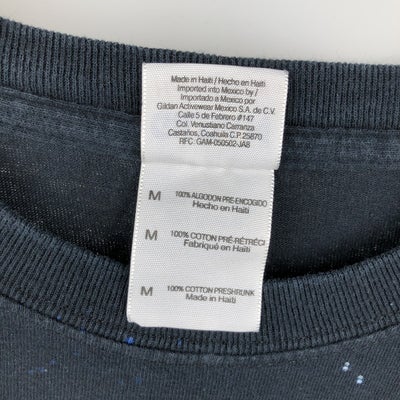 Made in Haiti / Hecho en Haiti
Imported into Mexico by /
Importado a Mexico por
Gildan Activewear Mexico S.A. de C.V.
Calle 5 de Febrero #147
Col. Venustiano Carranza
Castaños, Coahuila C.P. 25870
RFC: GAM-050502-JA8
M 100% ALGODON PRE-ENCOGIDO
Hecho en Haiti
M 100% COTON PRÉ-RÉTRÉCI
Fabriqué en Haiti
M 100% COTTON PRESHRUNK
Made in Haiti